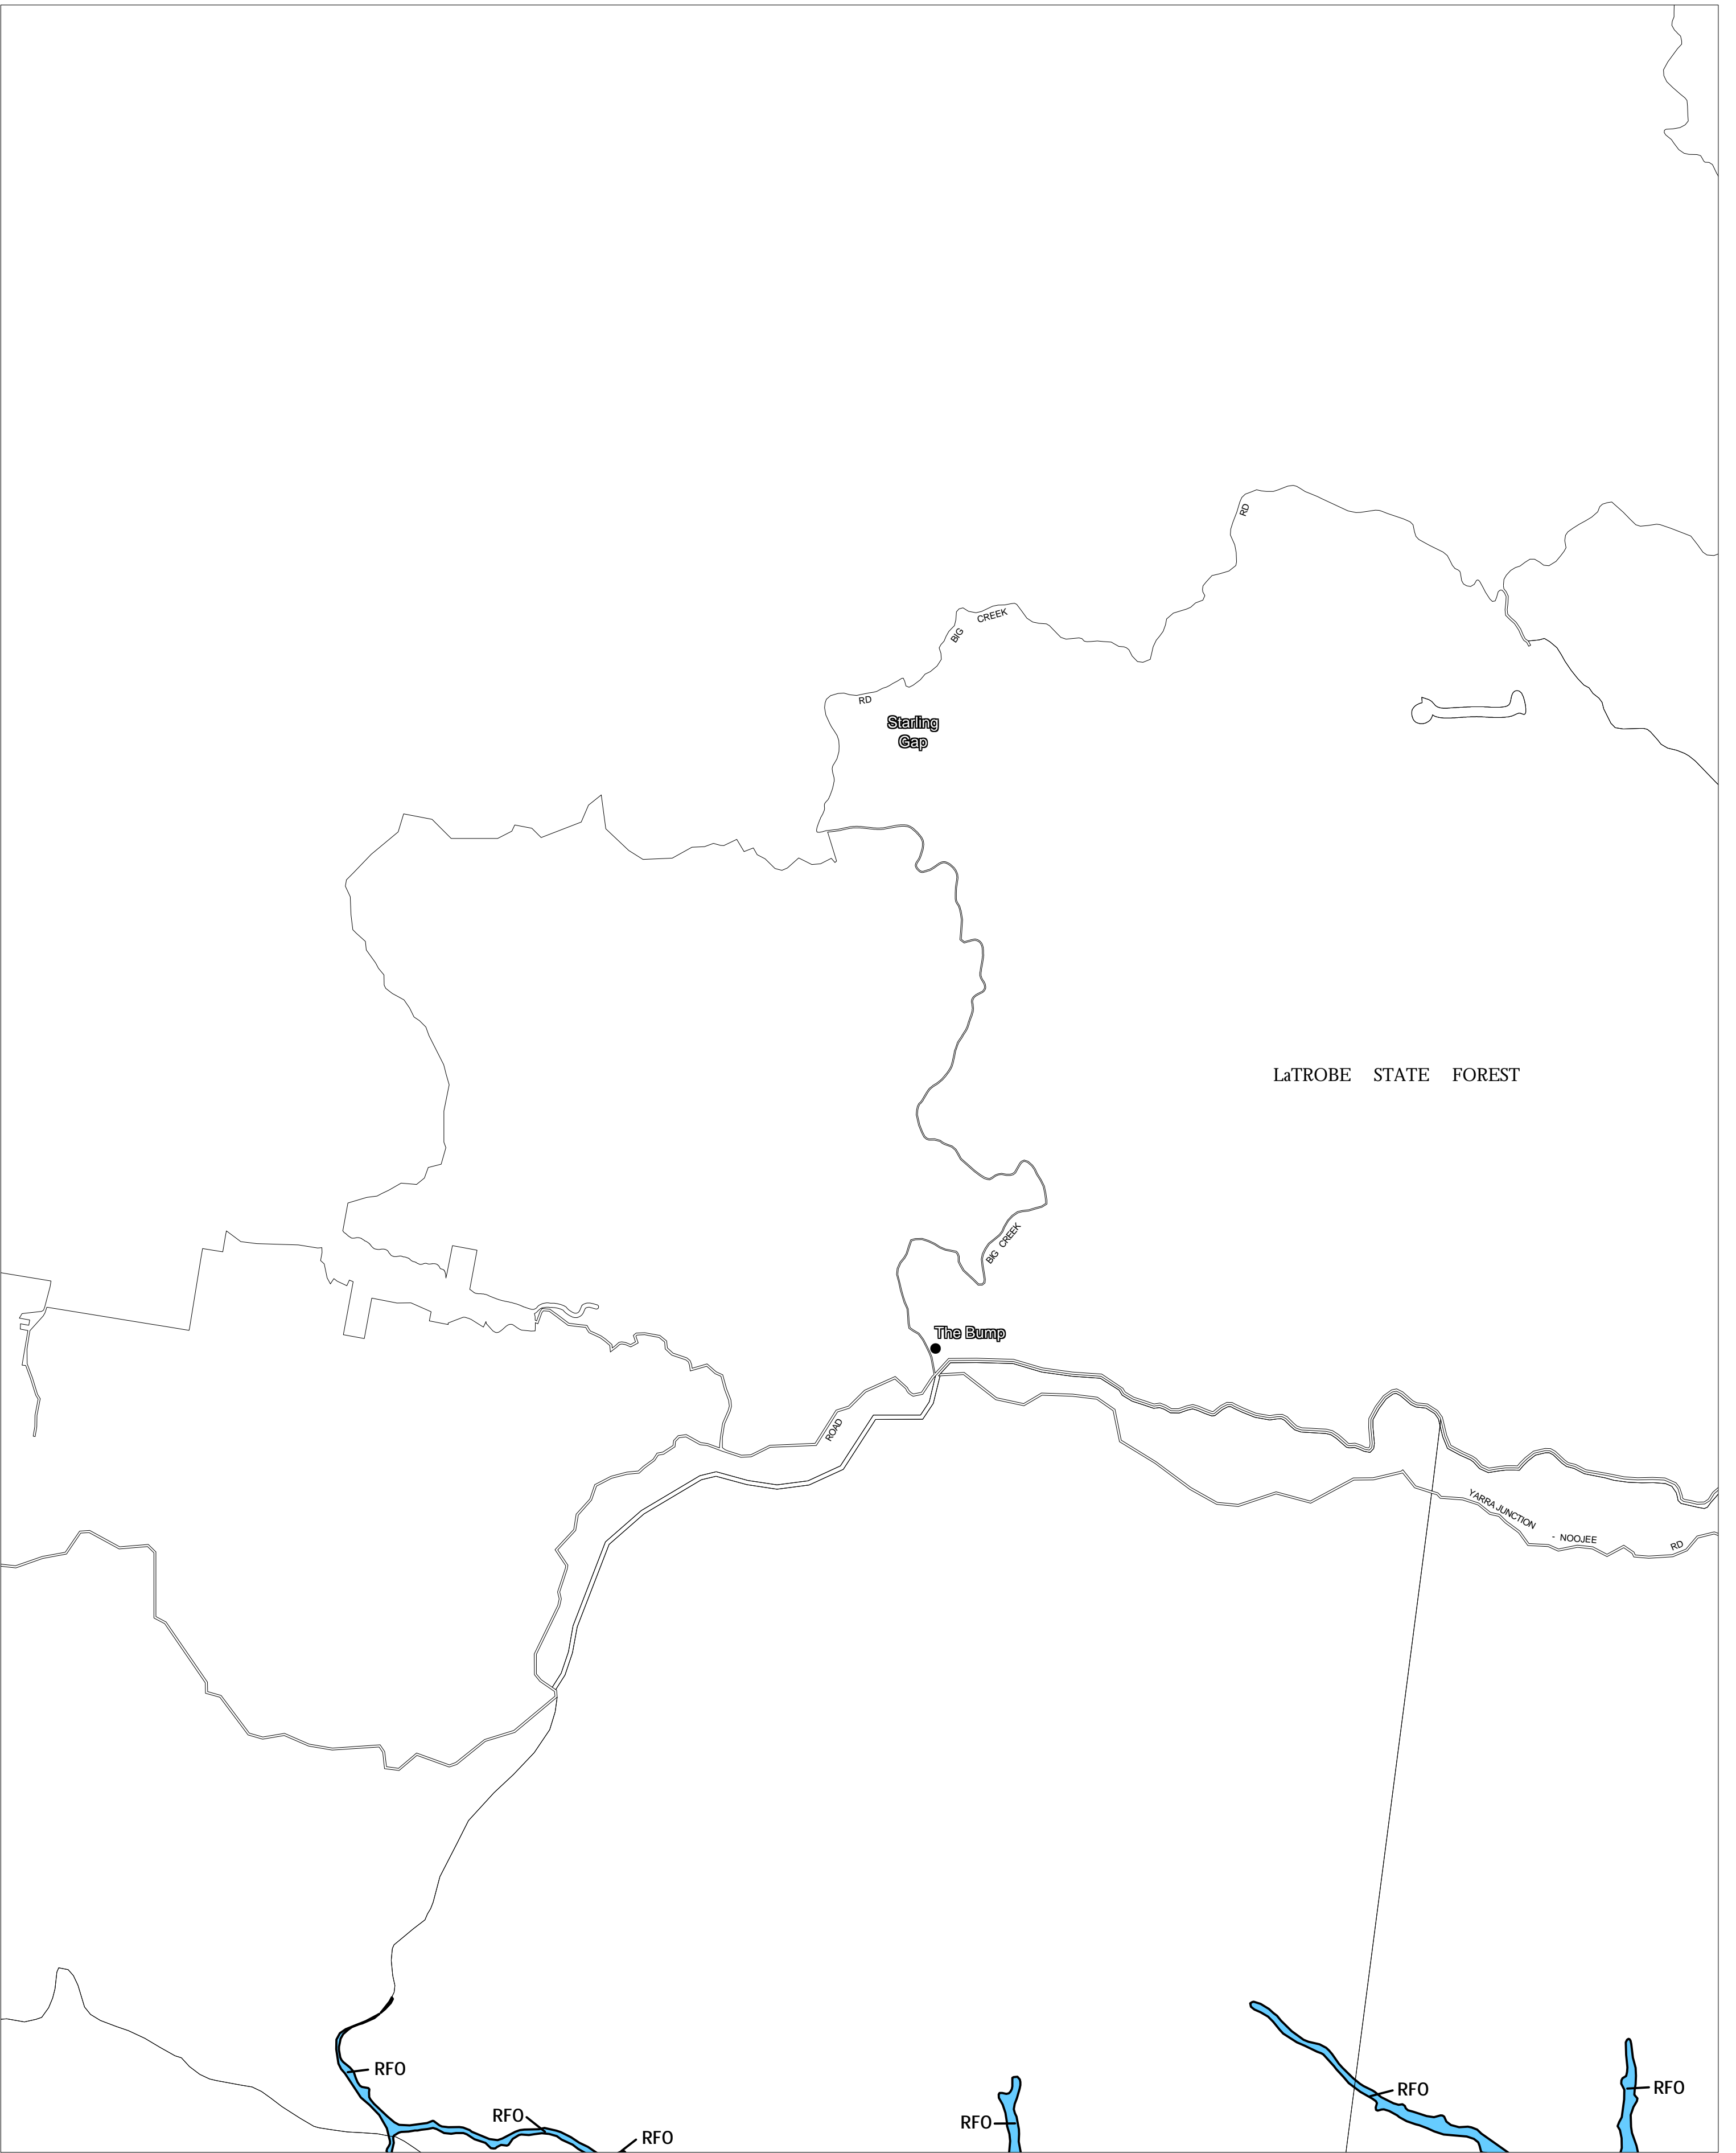 RD
BIG CREEK
RD
Starling
Gap
LaTROBE STATE FOREST
BIG CREEK
The Bump
ROAD
YARRA JUNCTION - NOOJEE RD
RFO
RFO
RFO
RFO
RFO
RFO